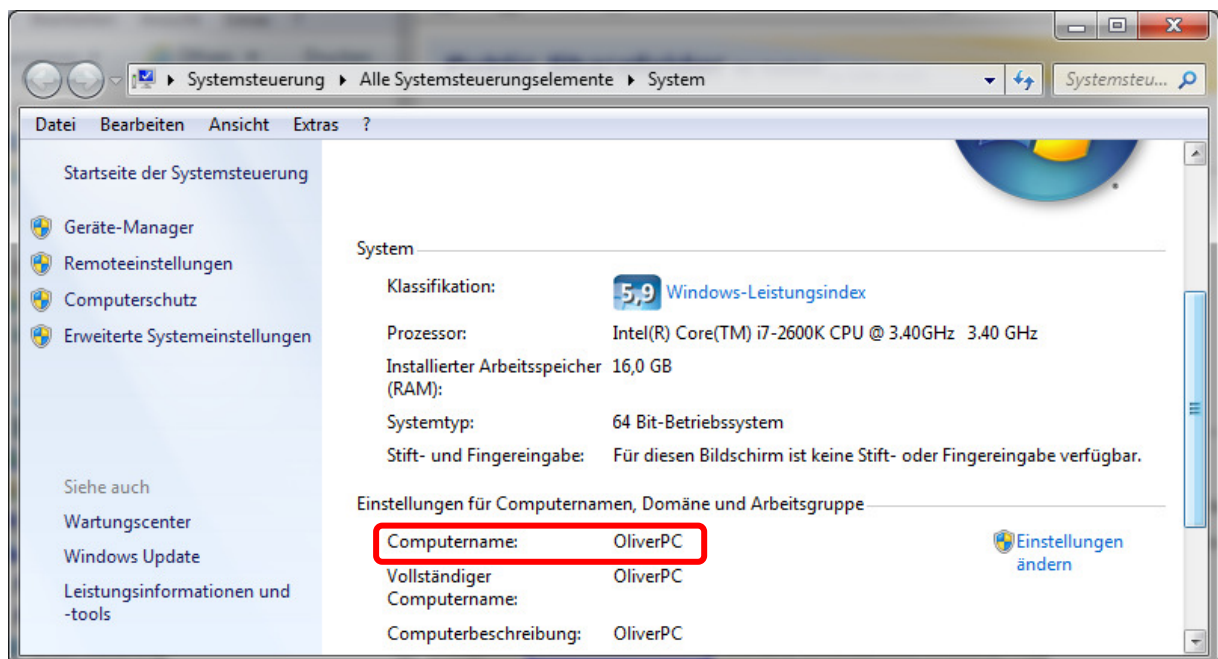 Systemsteuerung ▸ Alle Systemsteuerungselemente ▸ System
Systemsteu...
Datei Bearbeiten Ansicht Extras ?
Startseite der Systemsteuerung
Geräte-Manager
Remoteeinstellungen
Computerschutz
Erweiterte Systemeinstellungen
Siehe auch
Wartungscenter
Windows Update
Leistungsinformationen und
-tools
System
Klassifikation: 5,9 Windows-Leistungsindex
Prozessor: Intel(R) Core(TM) i7-2600K CPU @ 3.40GHz 3.40 GHz
Installierter Arbeitsspeicher 16,0 GB
(RAM):
Systemtyp: 64 Bit-Betriebssystem
Stift- und Fingereingabe: Für diesen Bildschirm ist keine Stift- oder Fingereingabe verfügbar.
Einstellungen für Computernamen, Domäne und Arbeitsgruppe
Computername: OliverPC
Einstellungen
ändern
Vollständiger OliverPC
Computername:
Computerbeschreibung: OliverPC